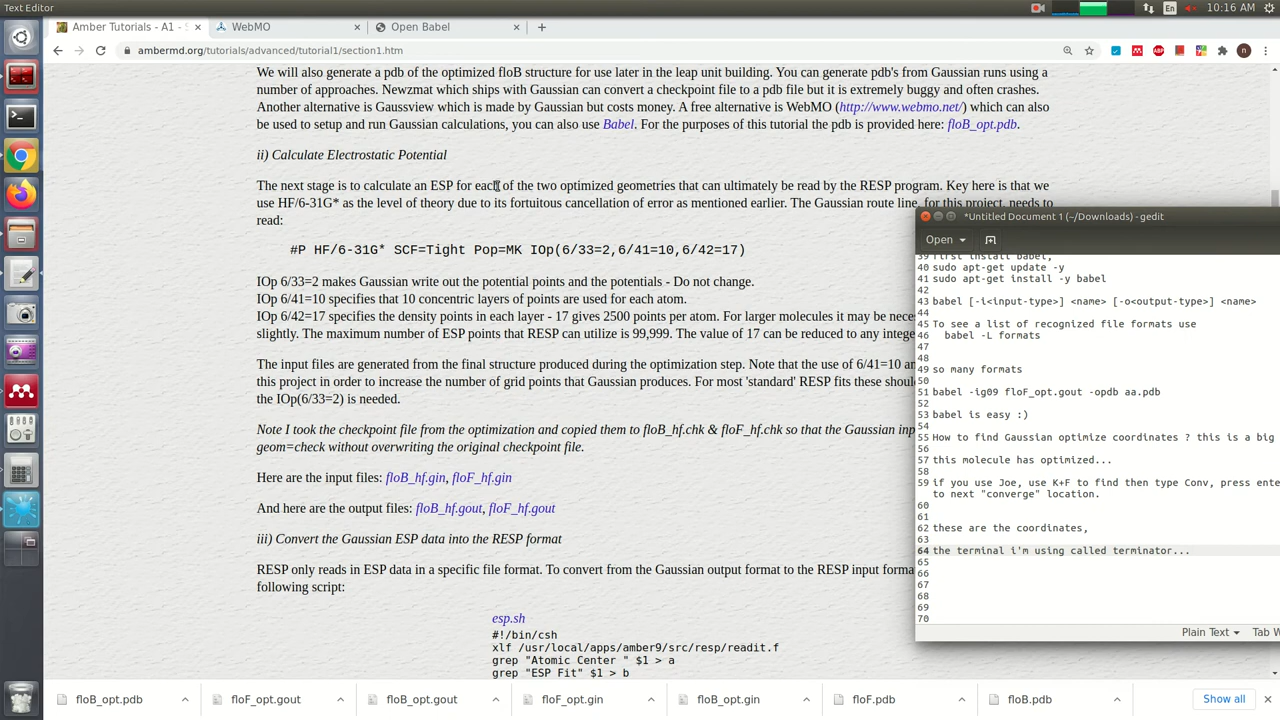 Text Editor
En
10:16 AM
Amber Tutorials - A1 - S
WebMO
Open Babel
ambermd.org/tutorials/advanced/tutorial1/section1.htm
ABP
n
We will also generate a pdb of the optimized floB structure for use later in the leap unit building. You can generate pdb's from Gaussian runs using a
number of approaches. Newzmat which ships with Gaussian can convert a checkpoint file to a pdb file but it is extremely buggy and often crashes.
Another alternative is Gaussview which is made by Gaussian but costs money. A free alternative is WebMO (http://www.webmo.net/) which can also
be used to setup and run Gaussian calculations, you can also use Babel. For the purposes of this tutorial the pdb is provided here: floB_opt.pdb.
ii) Calculate Electrostatic Potential
The next stage is to calculate an ESP for each of the two optimized geometries that can ultimately be read by the RESP program. Key here is that we
use HF/6-31G* as the level of theory due to its fortuitous cancellation of error as mentioned earlier. The Gaussian route line, for this project, needs to
read:
#P HF/6-31G* SCF=Tight Pop=MK IOp(6/33=2,6/41=10,6/42=17)
IOp 6/33=2 makes Gaussian write out the potential points and the potentials - Do not change.
IOp 6/41=10 specifies that 10 concentric layers of points are used for each atom.
IOp 6/42=17 specifies the density points in each layer - 17 gives 2500 points per atom. For larger molecules it may be nece
slightly. The maximum number of ESP points that RESP can utilize is 99,999. The value of 17 can be reduced to any intege
The input files are generated from the final structure produced during the optimization step. Note that the use of 6/41=10 an
this project in order to increase the number of grid points that Gaussian produces. For most 'standard' RESP fits these shoul
the IOp(6/33=2) is needed.
Note I took the checkpoint file from the optimization and copied them to floB_hf.chk & floF_hf.chk so that the Gaussian inp
geom=check without overwriting the original checkpoint file.
Here are the input files: floB_hf.gin, floF_hf.gin
And here are the output files: floB_hf.gout, floF_hf.gout
iii) Convert the Gaussian ESP data into the RESP format
RESP only reads in ESP data in a specific file format. To convert from the Gaussian output format to the RESP input forma
following script:
esp.sh
#!/bin/csh
xlf /usr/local/apps/amber9/src/resp/readit.f
grep "Atomic Center " $1 > a
grep "ESP Fit" $1 > b
*Untitled Document 1 (~/Downloads) - gedit
Open
39 First install babel,
40 sudo apt-get update -y
41 sudo apt-get install -y babel
42
43 babel [-i<input-type>] <name> [-o<output-type>] <name>
44
45 To see a list of recognized file formats use
46 babel -L formats
47
48
49 so many formats
50
51 babel -ig09 floF_opt.gout -opdb aa.pdb
52
53 babel is easy :)
54
55 How to find Gaussian optimize coordinates ? this is a big
56
57 this molecule has optimized...
58
59 if you use Joe, use K+F to find then type Conv, press ente
to next "converge" location.
60
61
62 these are the coordinates,
63
64 the terminal i'm using called terminator...
65
66
67
68
69
70
Plain Text
Tab W
floB_opt.pdb
floF_opt.gout
floB_opt.gout
floF_opt.gin
floB_opt.gin
floF.pdb
floB.pdb
Show all